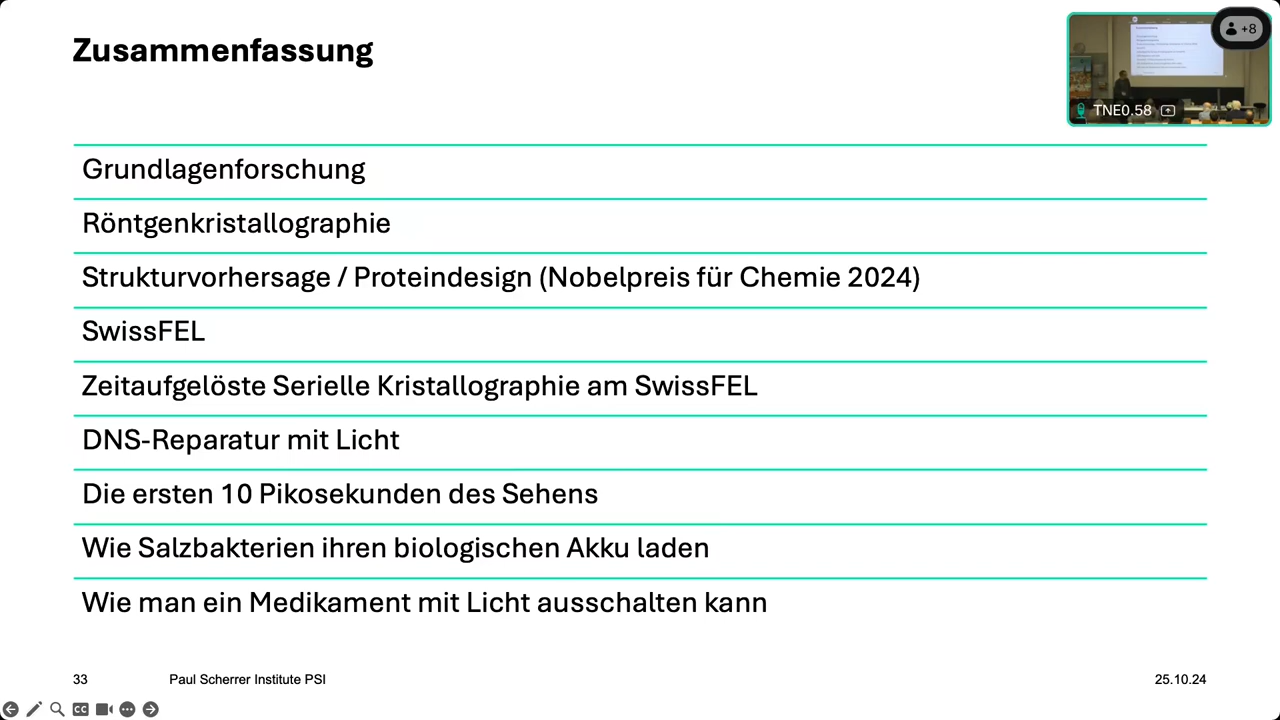 Zusammenfassung
+8
TNE0.58
Grundlagenforschung
Röntgenkristallographie
Strukturvorhersage / Proteindesign (Nobelpreis für Chemie 2024)
SwissFEL
Zeitaufgelöste Serielle Kristallographie am SwissFEL
DNS-Reparatur mit Licht
Die ersten 10 Pikosekunden des Sehens
Wie Salzbakterien ihren biologischen Akku laden
Wie man ein Medikament mit Licht ausschalten kann
33
Paul Scherrer Institute PSI
25.10.24
CC